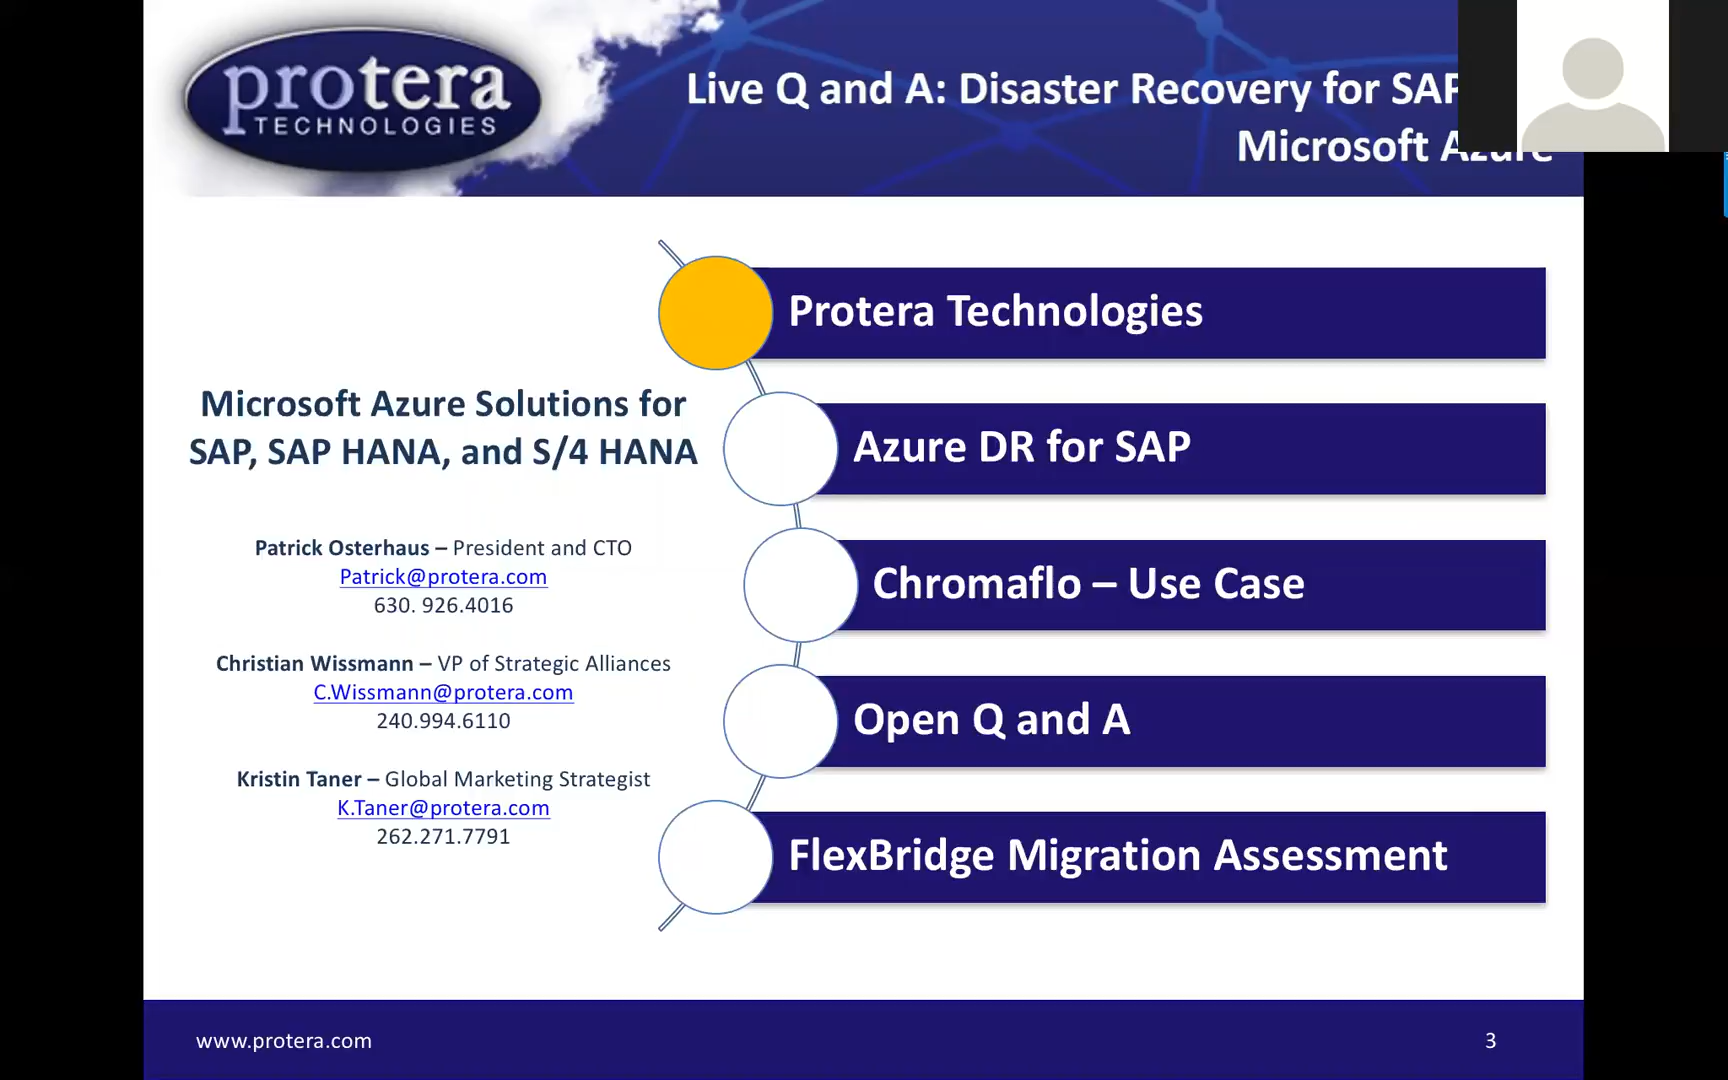 protera
TECHNOLOGIES
Live Q and A: Disaster Recovery for SAP
Microsoft Azure
Protera Technologies
Azure DR for SAP
Chromaflo – Use Case
Open Q and A
FlexBridge Migration Assessment
Microsoft Azure Solutions for
SAP, SAP HANA, and S/4 HANA
Patrick Osterhaus – President and CTO
Patrick@protera.com
630. 926.4016
Christian Wissmann – VP of Strategic Alliances
C.Wissmann@protera.com
240.994.6110
Kristin Taner – Global Marketing Strategist
K.Taner@protera.com
262.271.7791
www.protera.com
3